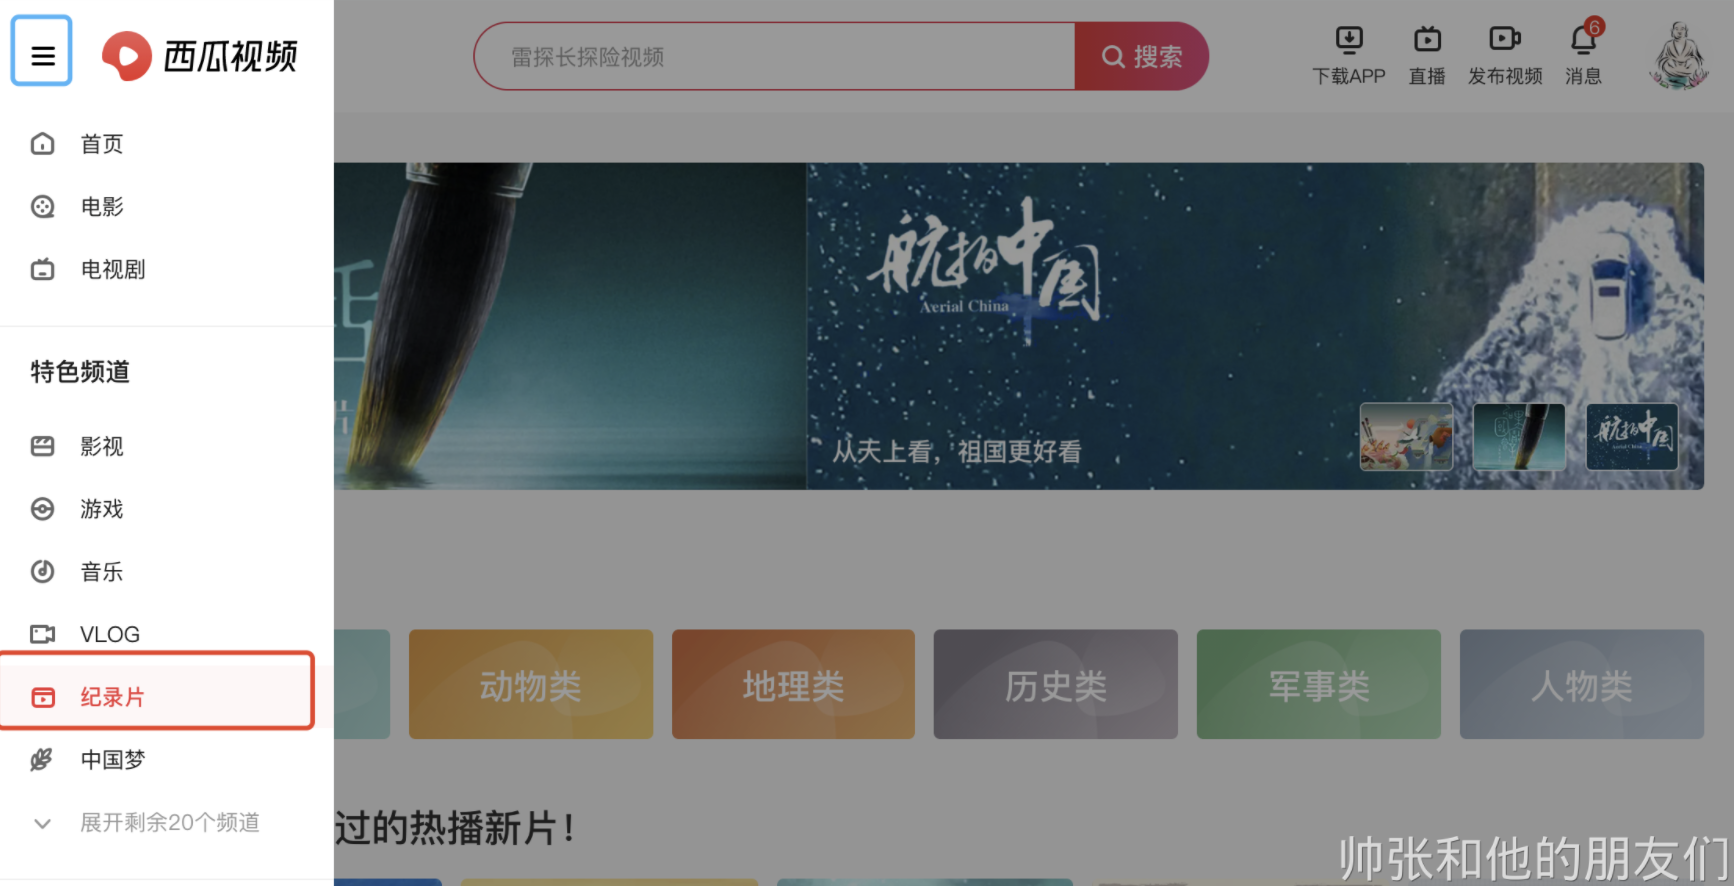 西瓜视频
雷探长探险视频
搜索
下载APP
直播
发布视频
消息
6
首页
电影
电视剧
特色频道
影视
游戏
音乐
VLOG
纪录片
中国梦
展开剩余20个频道
航拍中国
Aerial China
从天上看，祖国更好看
航拍中国
片
动物类
地理类
历史类
军事类
人物类
过的热播新片！
帅张和他的朋友们